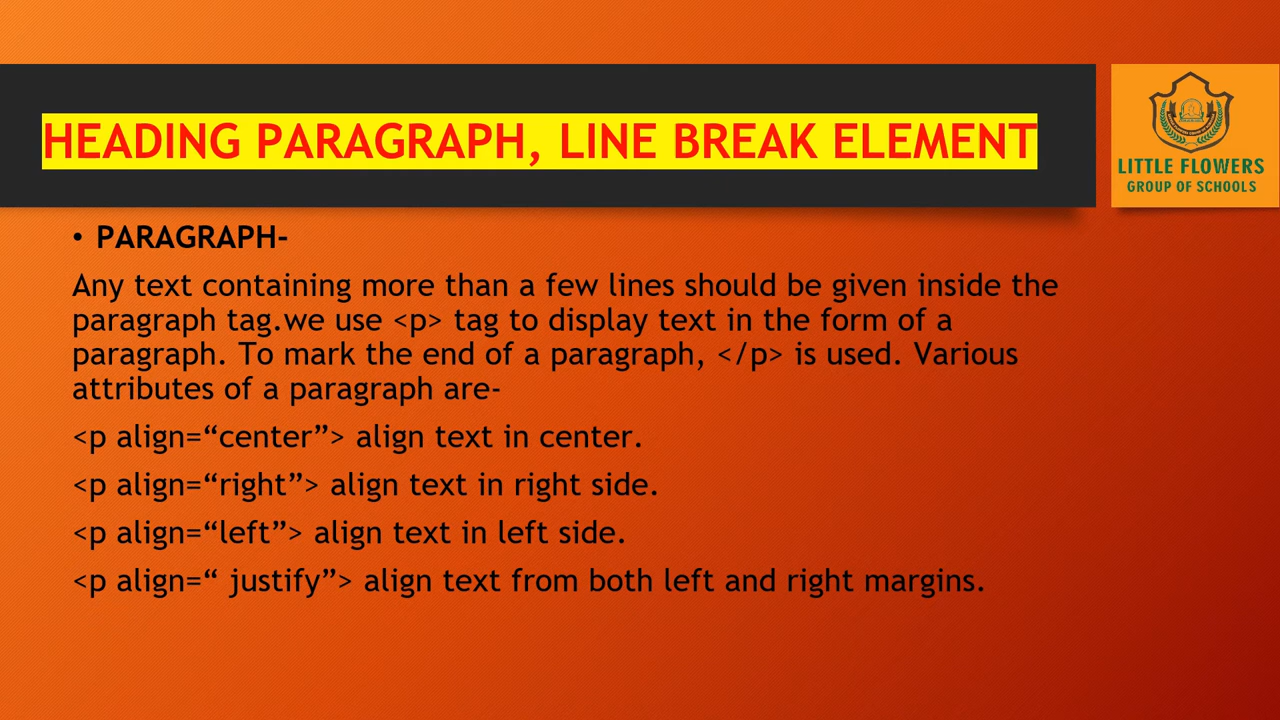 HEADING PARAGRAPH, LINE BREAK ELEMENT
LITTLE FLOWERS
GROUP OF SCHOOLS
• PARAGRAPH-
Any text containing more than a few lines should be given inside the
paragraph tag.we use <p> tag to display text in the form of a
paragraph. To mark the end of a paragraph, </p> is used. Various
attributes of a paragraph are-
<p align=“center”> align text in center.
<p align=“right”> align text in right side.
<p align=“left”> align text in left side.
<p align=“ justify”> align text from both left and right margins.